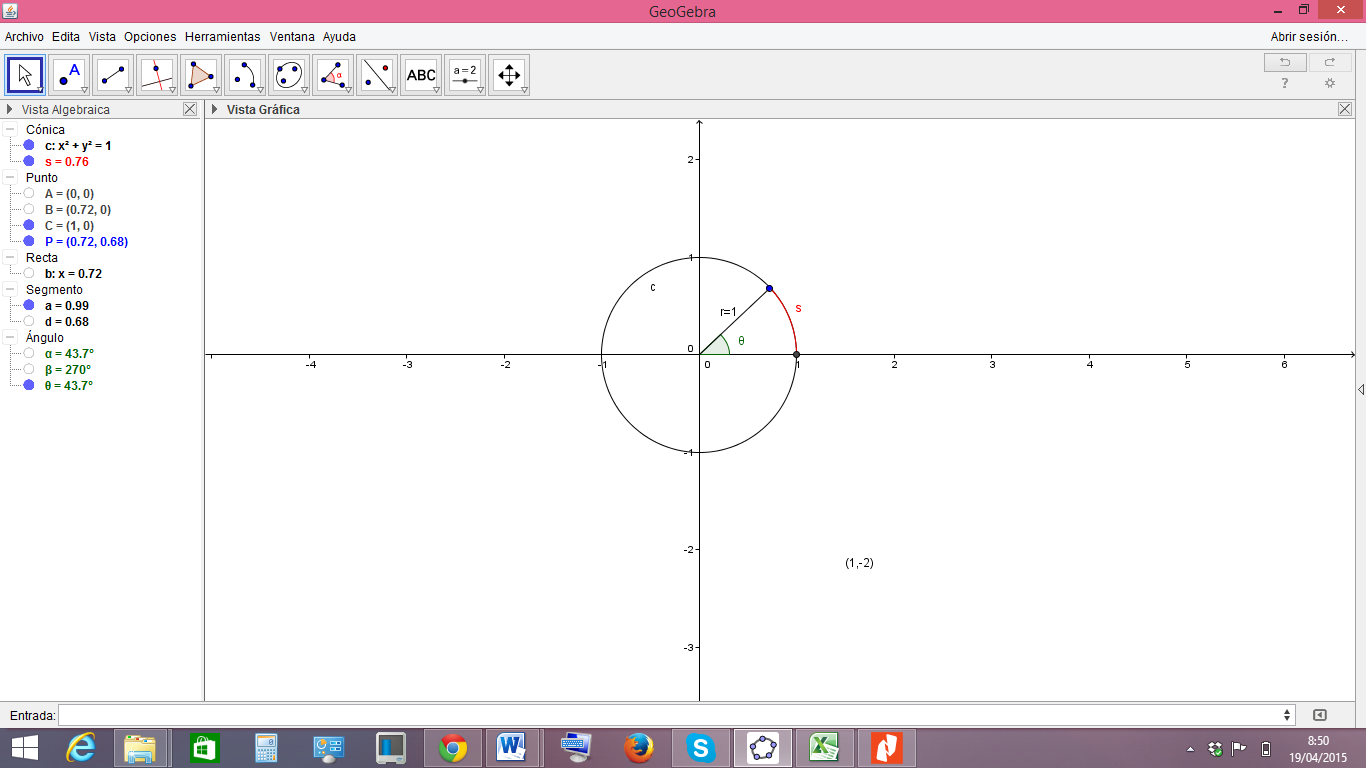 GeoGebra
Archivo Edita Vista Opciones Herramientas Ventana Ayuda Abrir sesión...
A α ABC a=2
?
Vista Algebraica
Vista Gráfica
Cónica
c: x² + y² = 1
s = 0.76
Punto
A = (0, 0)
B = (0.72, 0)
C = (1, 0)
P = (0.72, 0.68)
Recta
b: x = 0.72
Segmento
a = 0.99
d = 0.68
Ángulo
α = 43.7°
β = 270°
θ = 43.7°
2
1
c
r=1
s
θ
0
-4 -3 -2 -1 0 1 2 3 4 5 6
-1
-2
(1,-2)
-3
Entrada:
8:50
19/04/2015